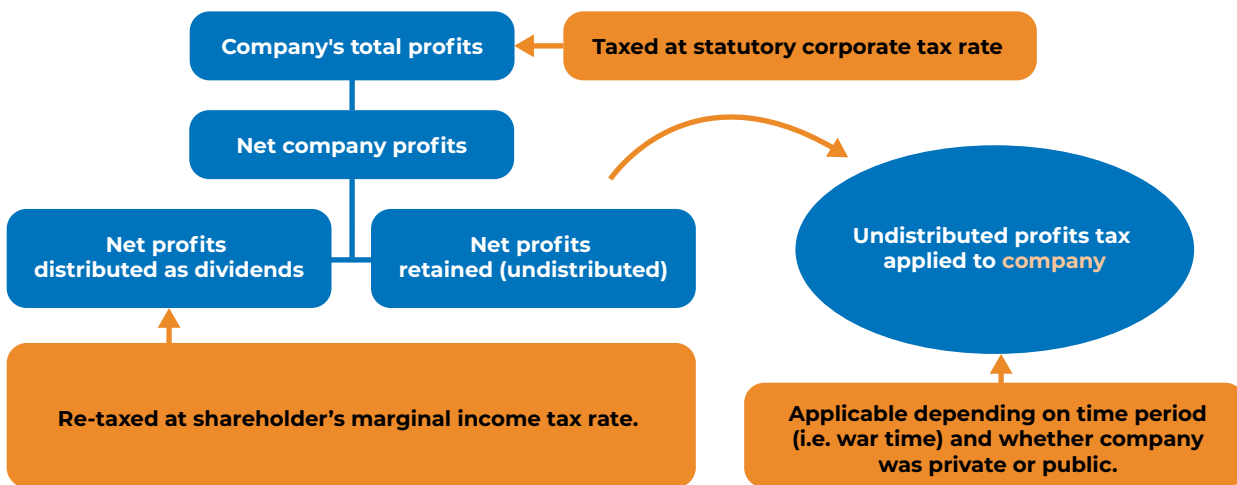 Company's total profits
Taxed at statutory corporate tax rate
Net company profits
Net profits
distributed as dividends
Net profits
retained (undistributed)
Undistributed profits tax
applied to company
Re-taxed at shareholder’s marginal income tax rate.
Applicable depending on time period
(i.e. war time) and whether company
was private or public.